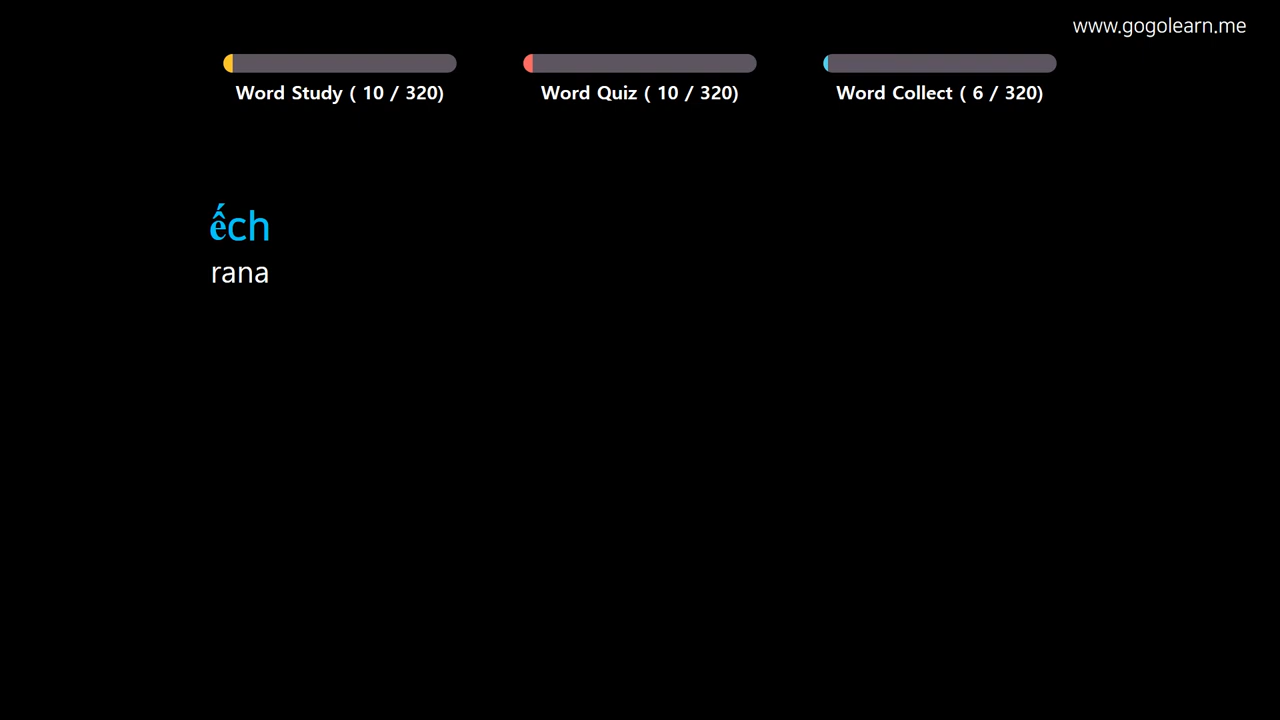 www.gogolearn.me
Word Study ( 10 / 320)
Word Quiz ( 10 / 320)
Word Collect ( 6 / 320)
ếch
rana